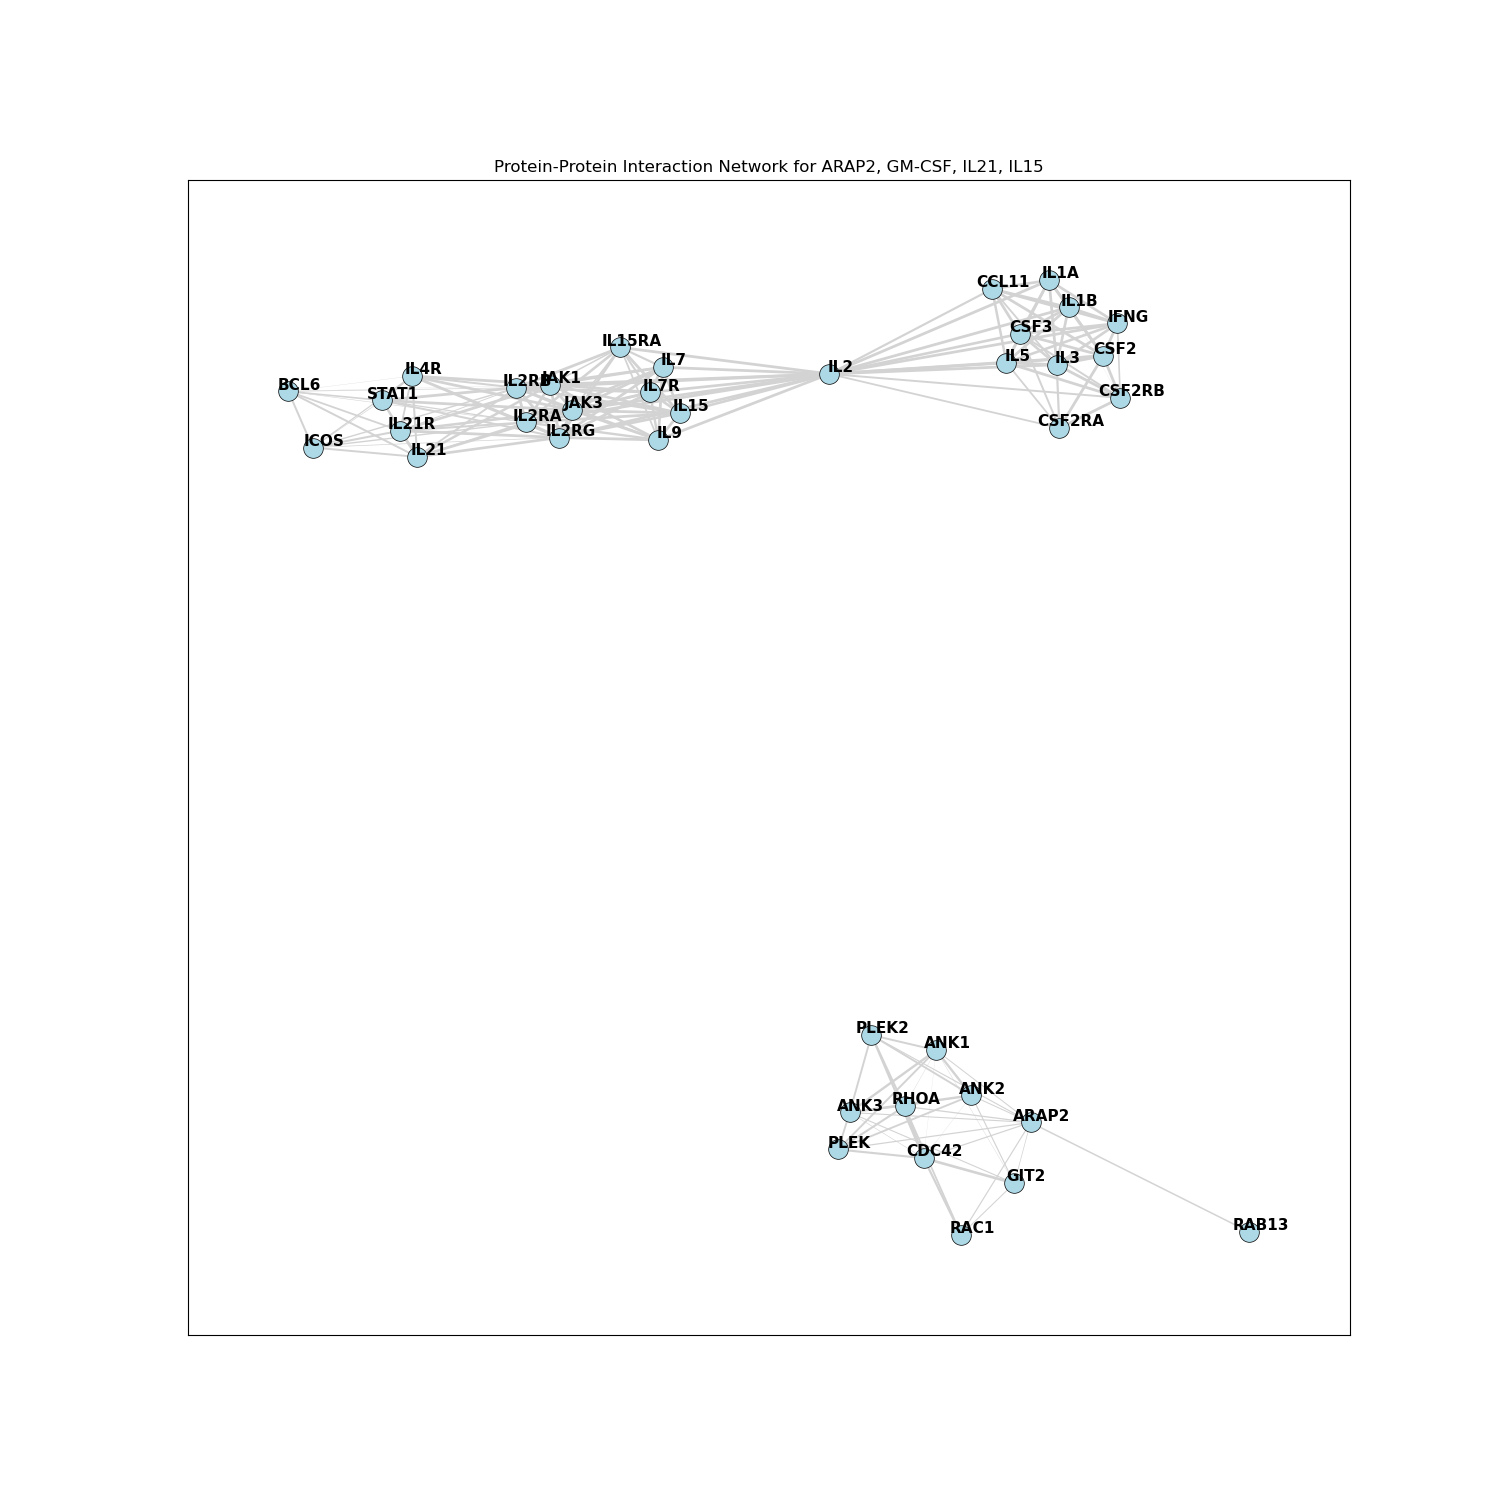 Protein-Protein Interaction Network for ARAP2, GM-CSF, IL21, IL15
IL1A
CCL11
IL1B
IFNG
CSF3
IL15RA
CSF2
IL5
IL3
IL7
IL2
IL4R
JAK1
IL2RB
BCL6
IL7R
CSF2RB
STAT1
JAK3
IL15
IL2RA
CSF2RA
IL21R
IL2RG
IL9
ICOS
IL21
PLEK2
ANK1
ANK2
RHOA
ANK3
ARAP2
PLEK
CDC42
GIT2
RAB13
RAC1